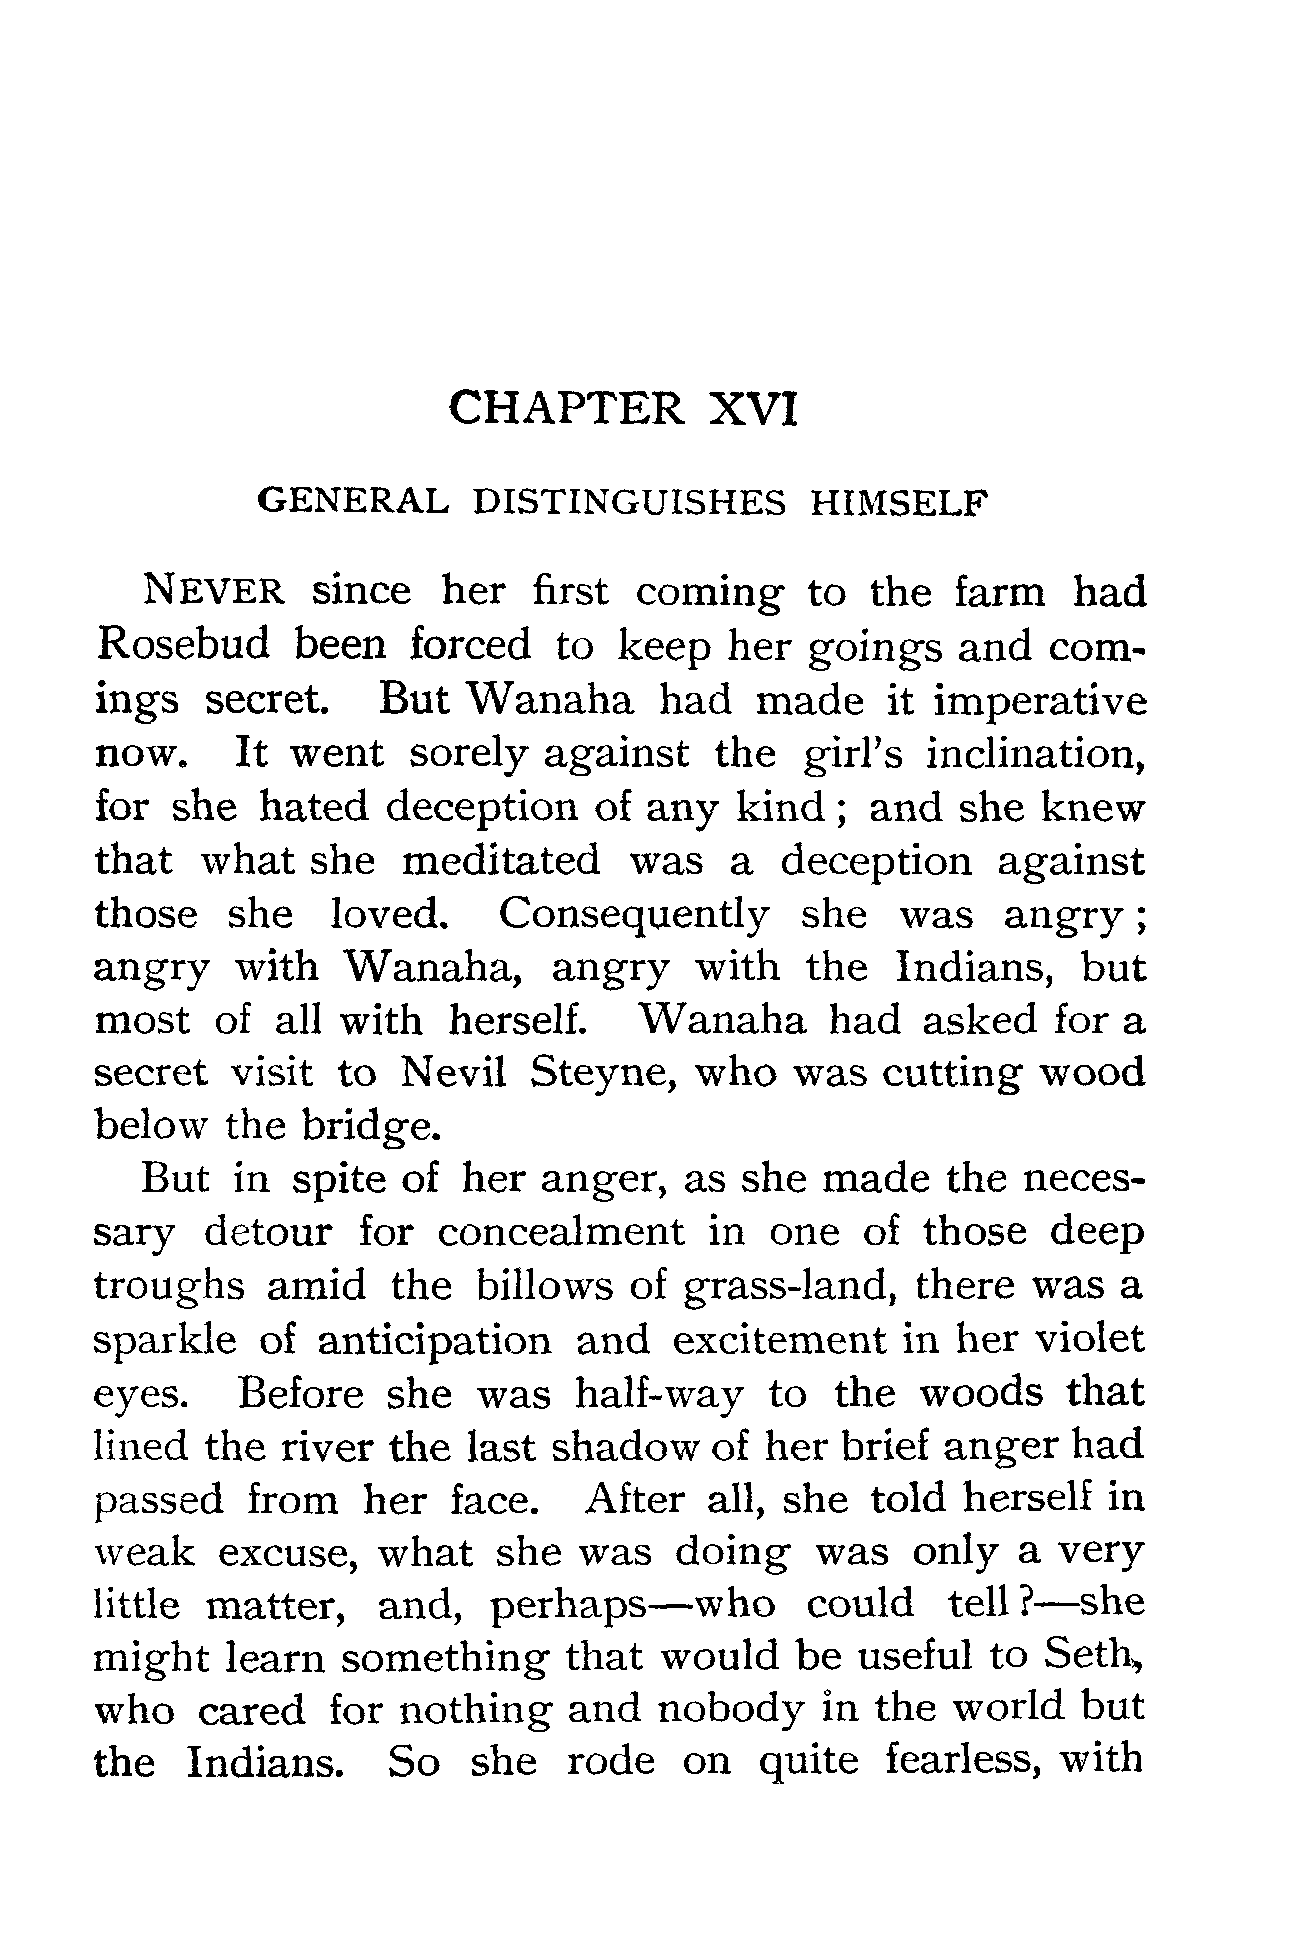 CHAPTER XVI
GENERAL DISTINGUISHES HIMSELF
NEVER since her first coming to the farm had
Rosebud been forced to keep her goings and com-
ings secret. But Wanaha had made it imperative
now. It went sorely against the girl's inclination,
for she hated deception of any kind; and she knew
that what she meditated was a deception against
those she loved. Consequently she was angry;
angry with Wanaha, angry with the Indians, but
most of all with herself. Wanaha had asked for a
secret visit to Nevil Steyne, who was cutting wood
below the bridge.
But in spite of her anger, as she made the neces-
sary detour for concealment in one of those deep
troughs amid the billows of grass-land, there was a
sparkle of anticipation and excitement in her violet
eyes. Before she was half-way to the woods that
lined the river the last shadow of her brief anger had
passed from her face. After all, she told herself in
weak excuse, what she was doing was only a very
little matter, and, perhaps—who could tell?—she
might learn something that would be useful to Seth,
who cared for nothing and nobody in the world but
the Indians. So she rode on quite fearless, with